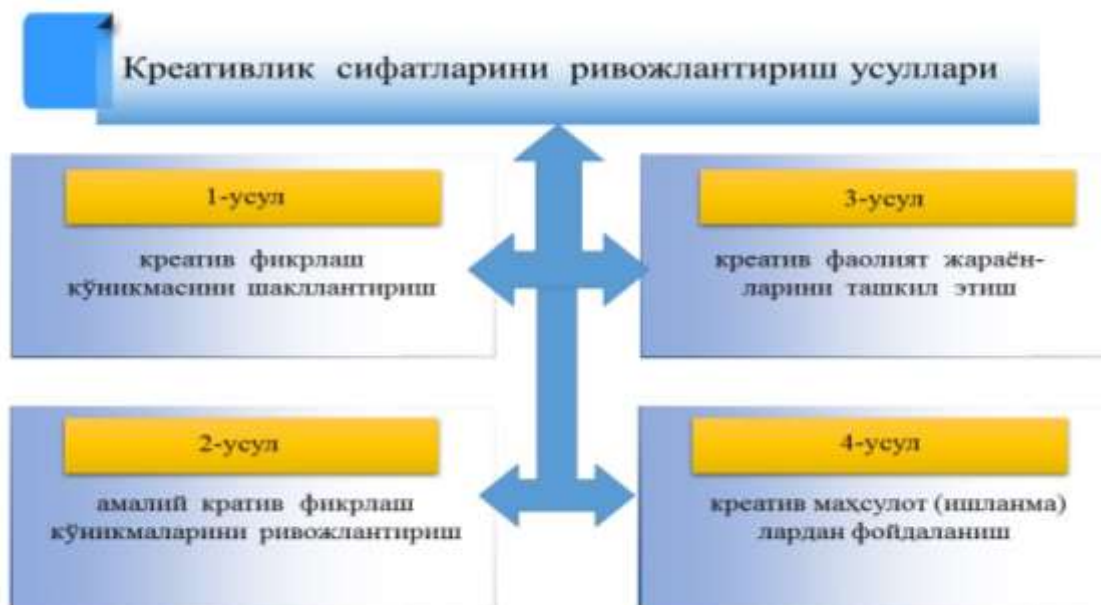 Креативлик сифатларини ривожлантириш усуллари
1-усул
креатив фикрлаш
кўникмасини шакллантириш
3-усул
креатив фаолият жараён-
ларини ташкил этиш
2-усул
амалий кратив фикрлаш
кўникмаларини ривожлантириш
4-усул
креатив маҳсулот (ишланма)
лардан фойдаланиш